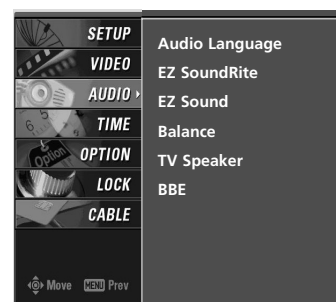 SETUP
VIDEO
AUDIO
TIME
OPTION
LOCK
CABLE
Move MENU Prev
Audio Language
EZ SoundRite
EZ Sound
Balance
TV Speaker
BBE
Option